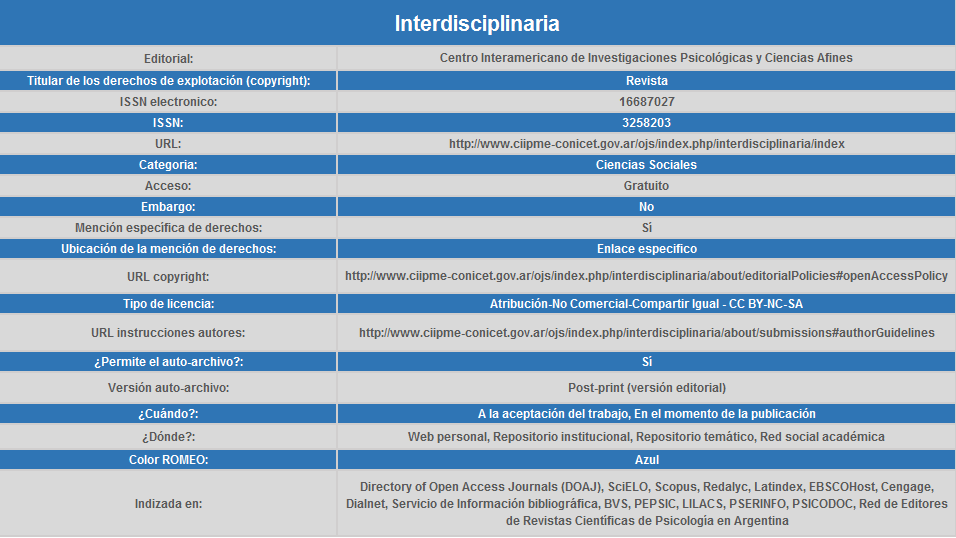 Interdisciplinaria
Editorial: Centro Interamericano de Investigaciones Psicológicas y Ciencias Afines
Titular de los derechos de explotación (copyright): Revista
ISSN electronico: 16687027
ISSN: 3258203
URL: http://www.ciipme-conicet.gov.ar/ojs/index.php/interdisciplinaria/index
Categoria: Ciencias Sociales
Acceso: Gratuito
Embargo: No
Mención específica de derechos: Sí
Ubicación de la mención de derechos: Enlace especifico
URL copyright: http://www.ciipme-conicet.gov.ar/ojs/index.php/interdisciplinaria/about/editorialPolicies#openAccessPolicy
Tipo de licencia: Atribución-No Comercial-Compartir Igual - CC BY-NC-SA
URL instrucciones autores: http://www.ciipme-conicet.gov.ar/ojs/index.php/interdisciplinaria/about/submissions#authorGuidelines
¿Permite el auto-archivo?: Sí
Versión auto-archivo: Post-print (versión editorial)
¿Cuándo?: A la aceptación del trabajo, En el momento de la publicación
¿Dónde?: Web personal, Repositorio institucional, Repositorio temático, Red social académica
Color ROMEO: Azul
Indizada en: Directory of Open Access Journals (DOAJ), SciELO, Scopus, Redalyc, Latindex, EBSCOHost, Cengage,
Dialnet, Servicio de Información bibliográfica, BVS, PEPSIC, LILACS, PSERINFO, PSICODOC, Red de Editores
de Revistas Científicas de Psicología en Argentina